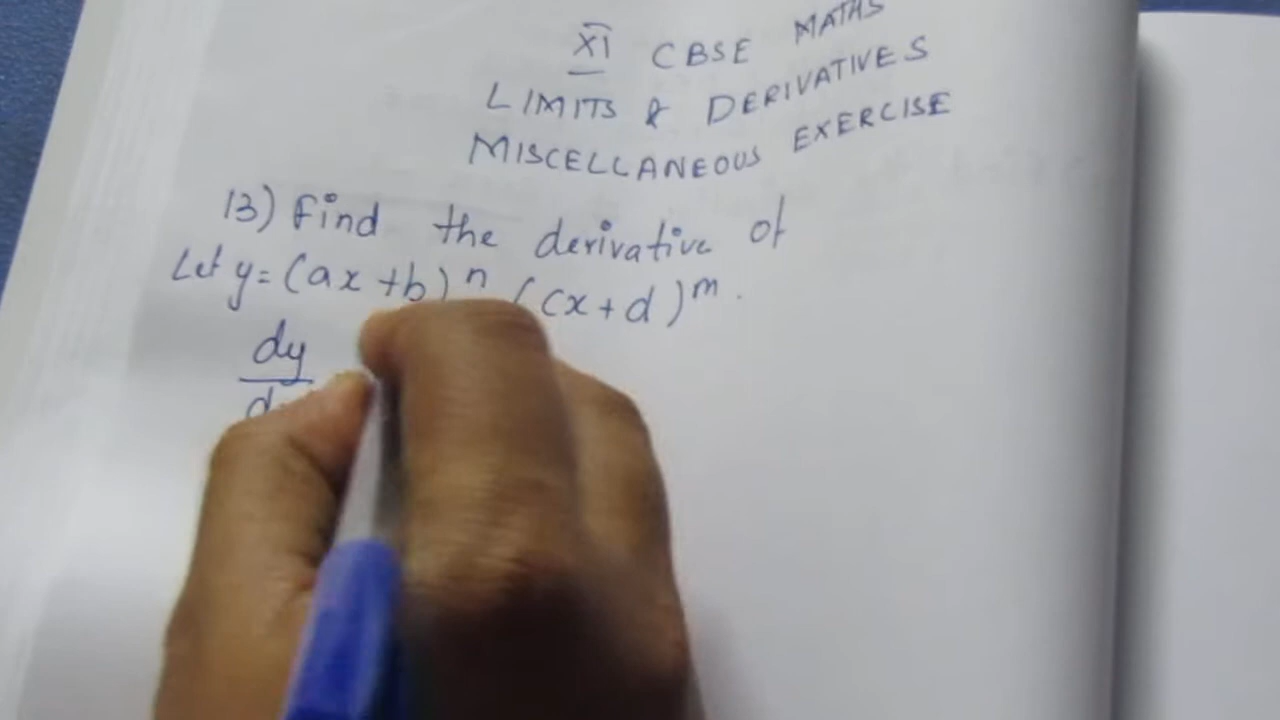 XI CBSE MATHS
LIMITS & DERIVATIVES
MISCELLANEOUS EXERCISE
13) Find the derivative of
Let y = (ax + b)ⁿ (cx + d)ᵐ.
dy